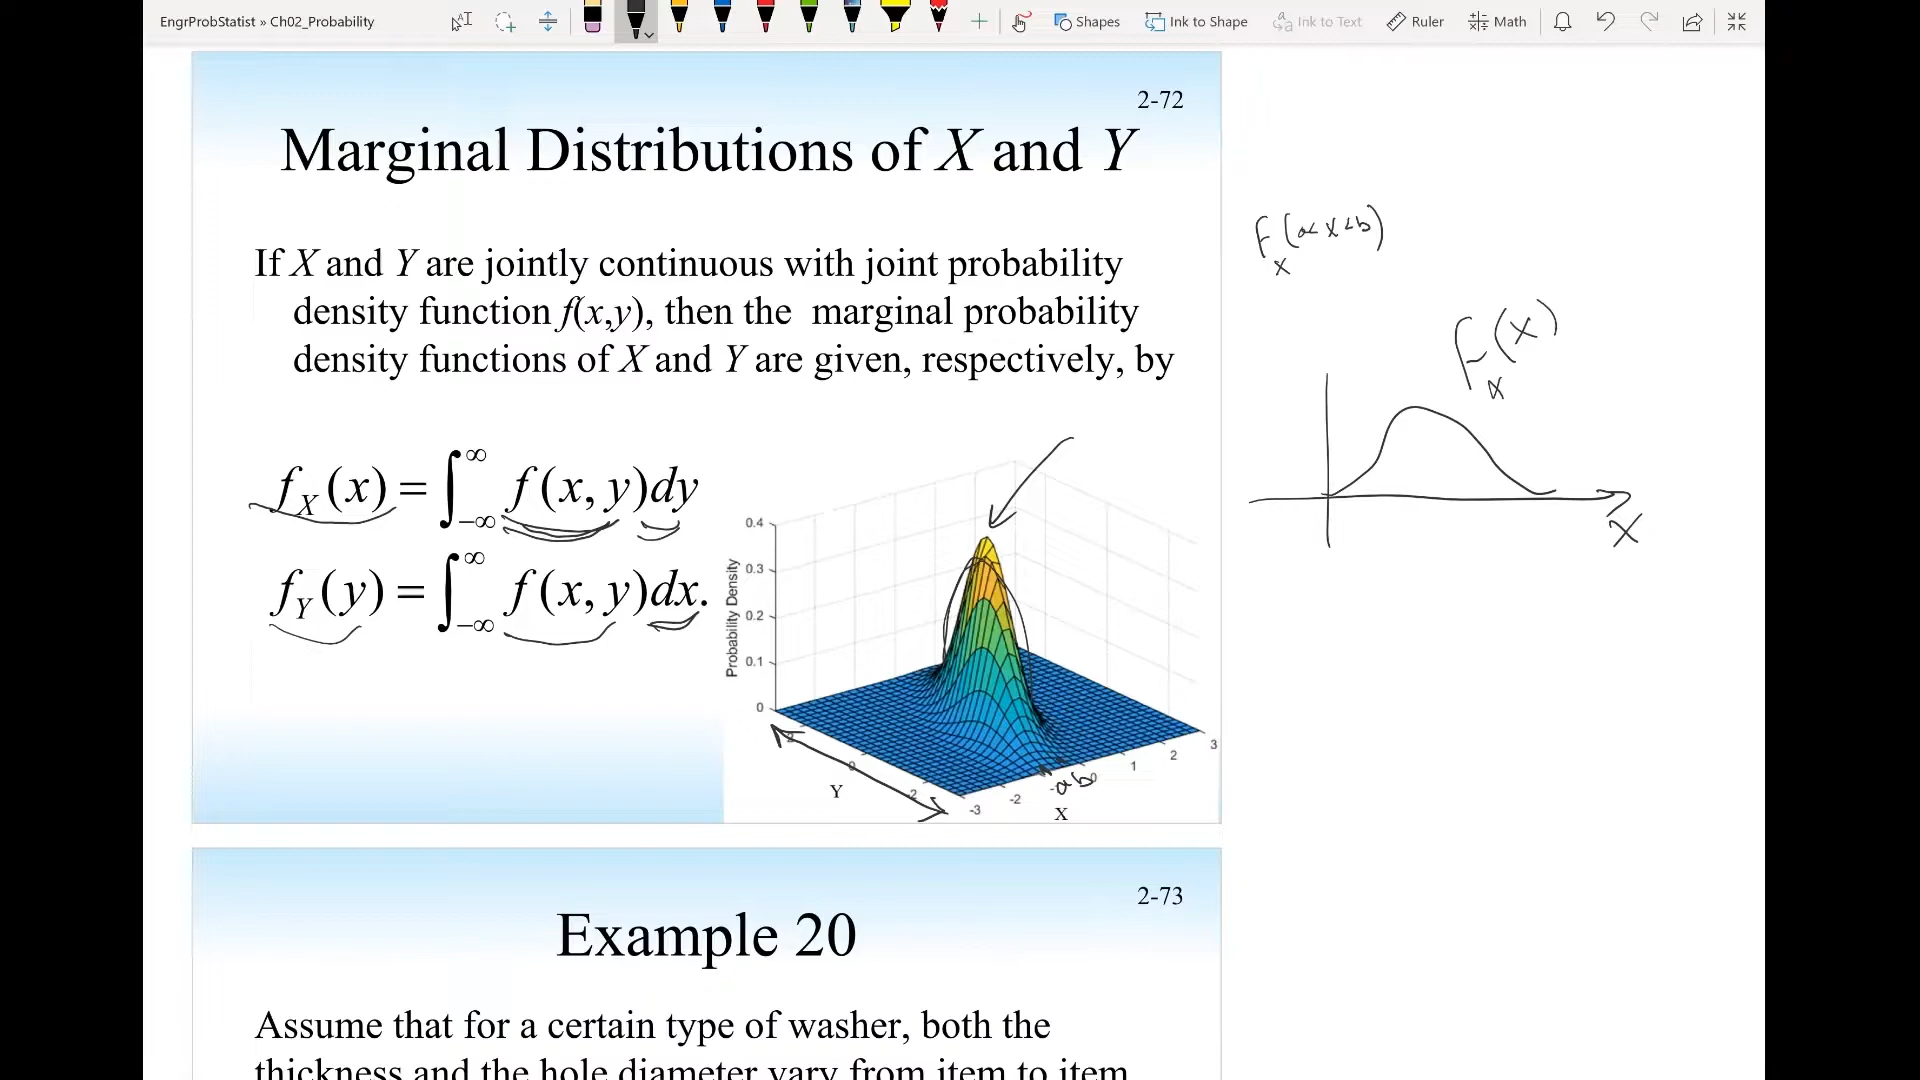 EngrProbStatist » Ch02_Probability
Shapes
Ink to Shape
Ink to Text
Ruler
Math
2-72
Marginal Distributions of X and Y
If X and Y are jointly continuous with joint probability
density function f(x,y), then the marginal probability
density functions of X and Y are given, respectively, by
f_X(x) = ∫_{-∞}^{∞} f(x, y)dy
f_Y(y) = ∫_{-∞}^{∞} f(x, y)dx.
Probability Density
0.4
0.3
0.2
0.1
0
0
-3
-2
1
2
3
a b
Y
X
F_x(a<x<b)
F_x(x)
X
2-73
Example 20
Assume that for a certain type of washer, both the
thickness and the hole diameter vary from item to item